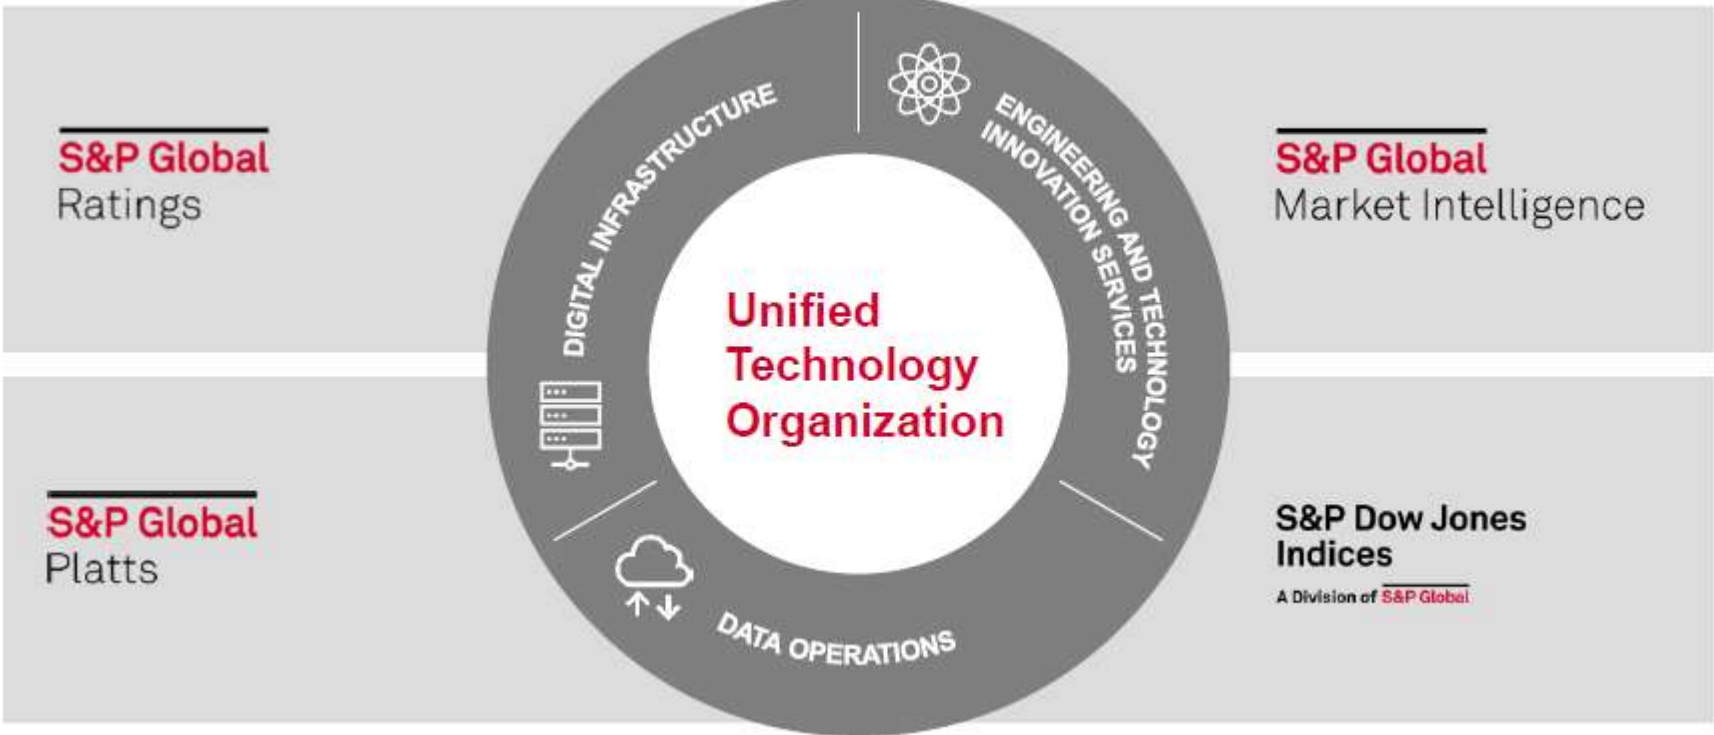 S&P Global
Ratings
DIGITAL INFRASTRUCTURE
ENGINEERING AND TECHNOLOGY
INNOVATION SERVICES
S&P Global
Market Intelligence
Unified
Technology
Organization
S&P Global
Platts
DATA OPERATIONS
S&P Dow Jones
Indices
A Division of S&P Global